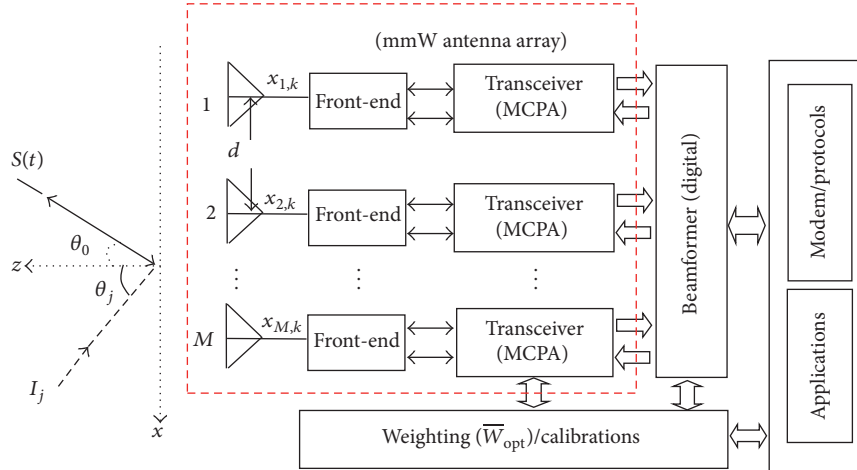 (mmW antenna array)
1
x1,k
Front-end
Transceiver
(MCPA)
d
S(t)
2
x2,k
Front-end
Transceiver
(MCPA)
θ0
z
θj
...
...
...
M
xM,k
Front-end
Transceiver
(MCPA)
Ij
x
Beamformer (digital)
Modem/protocols
Applications
Weighting (W̅opt)/calibrations